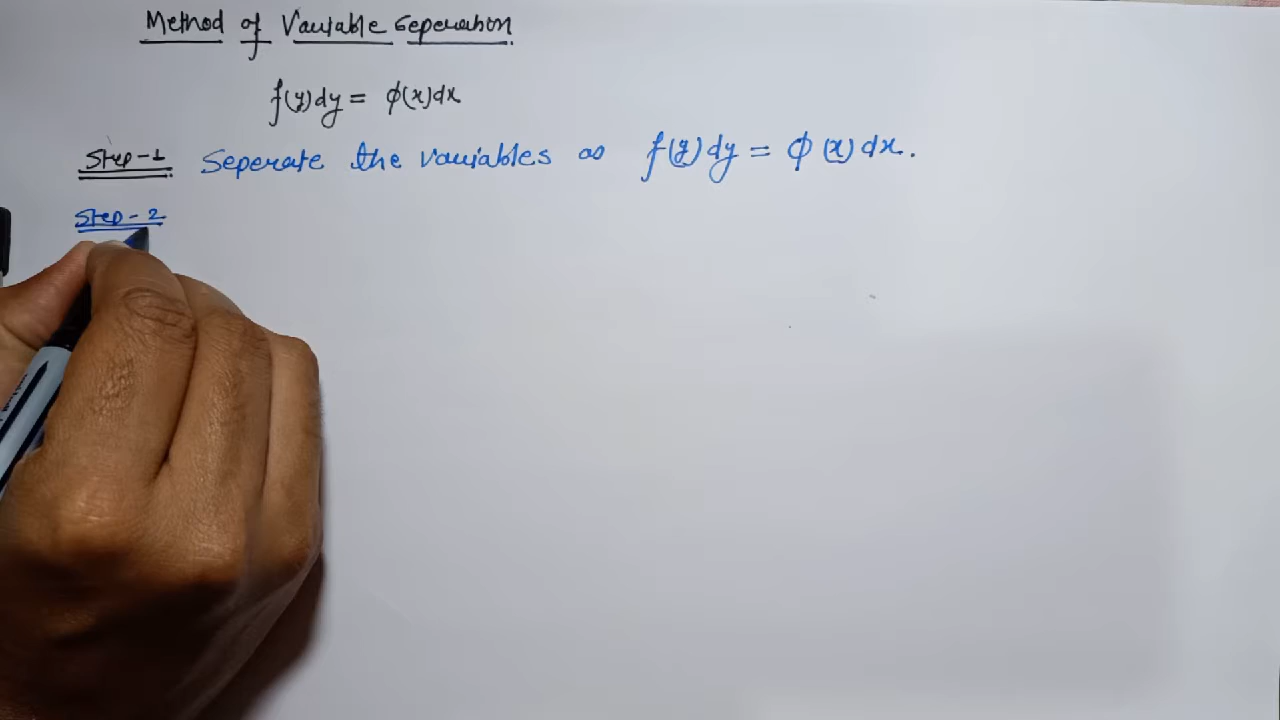 Method of Variable Seperation.
f(y)dy = ϕ(x)dx
Step-1 Seperate the variables as f(y)dy = ϕ(x)dx.
Step-2